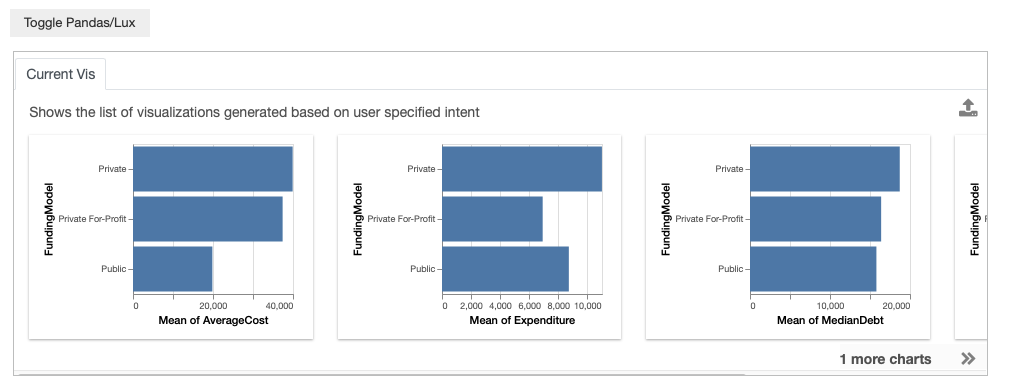 Toggle Pandas/Lux
Current Vis
Shows the list of visualizations generated based on user specified intent
FundingModel
Private
Private For-Profit
Public
0 20,000 40,000
Mean of AverageCost
FundingModel
Private
Private For-Profit
Public
0 2,000 4,000 6,000 8,000 10,000
Mean of Expenditure
FundingModel
Private
Private For-Profit
Public
0 10,000 20,000
Mean of MedianDebt
FundingModel
1 more charts